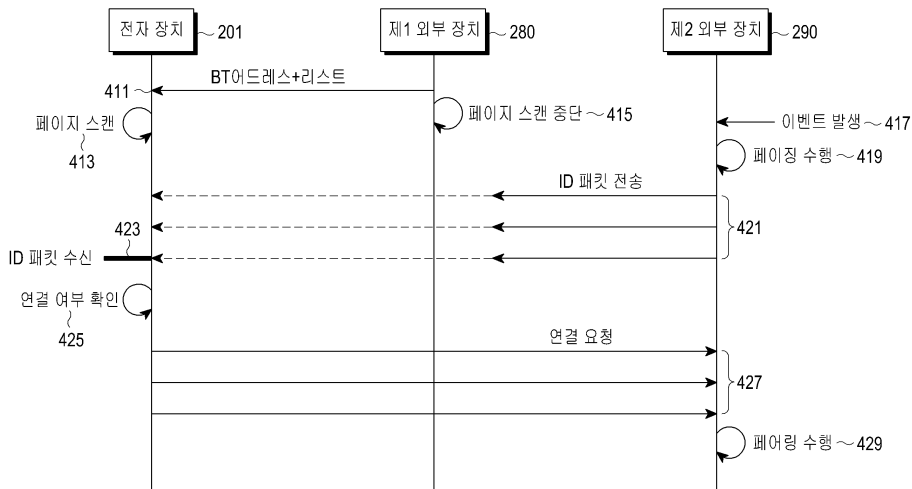 전자 장치 201
제1 외부 장치 280
제2 외부 장치 290
BT어드레스+리스트
411
페이지 스캔
413
페이지 스캔 중단 415
이벤트 발생 417
페이징 수행 419
ID 패킷 전송
421
423
ID 패킷 수신
연결 여부 확인
425
연결 요청
427
페어링 수행 429